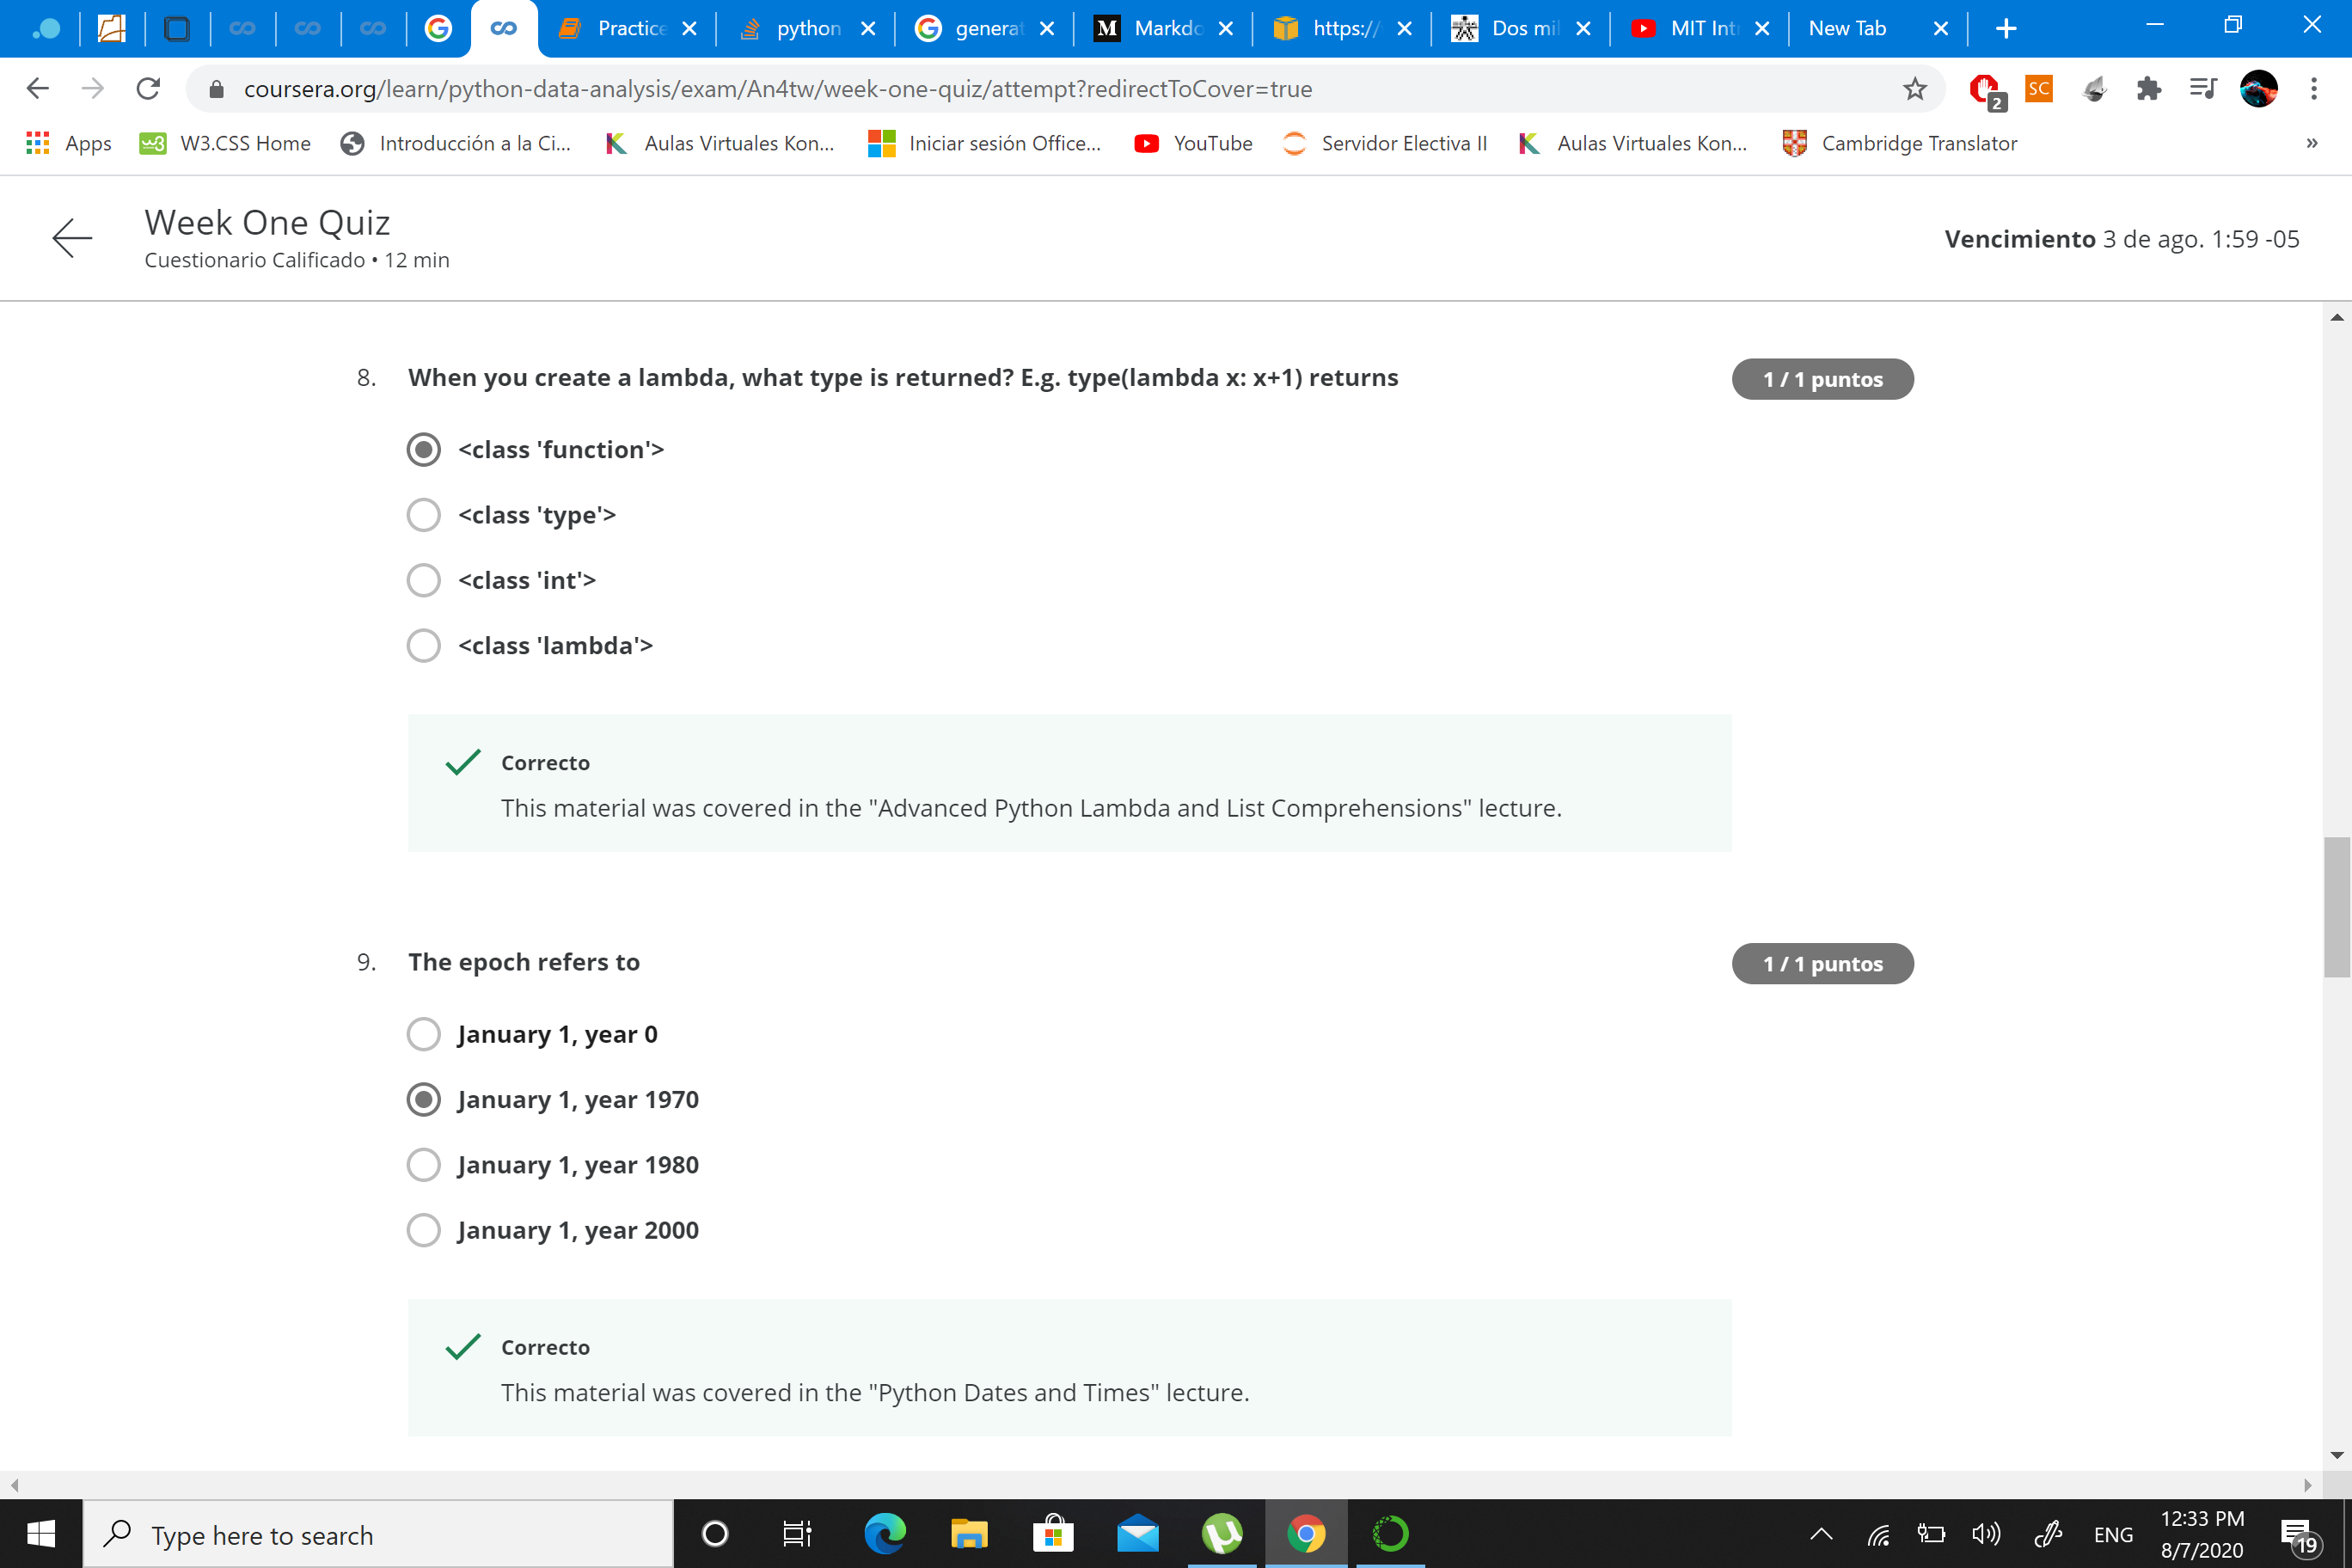 Practice
python
generat
M Markdo
https://
Dos mil
MIT Intr
New Tab
coursera.org/learn/python-data-analysis/exam/An4tw/week-one-quiz/attempt?redirectToCover=true
2
SC
Apps
W3.CSS Home
Introducción a la Ci...
Aulas Virtuales Kon...
Iniciar sesión Office...
YouTube
Servidor Electiva II
Aulas Virtuales Kon...
Cambridge Translator
»
Week One Quiz
Cuestionario Calificado • 12 min
Vencimiento 3 de ago. 1:59 -05
8. When you create a lambda, what type is returned? E.g. type(lambda x: x+1) returns
1 / 1 puntos
<class 'function'>
<class 'type'>
<class 'int'>
<class 'lambda'>
Correcto
This material was covered in the "Advanced Python Lambda and List Comprehensions" lecture.
9. The epoch refers to
1 / 1 puntos
January 1, year 0
January 1, year 1970
January 1, year 1980
January 1, year 2000
Correcto
This material was covered in the "Python Dates and Times" lecture.
Type here to search
ENG
12:33 PM
8/7/2020
19